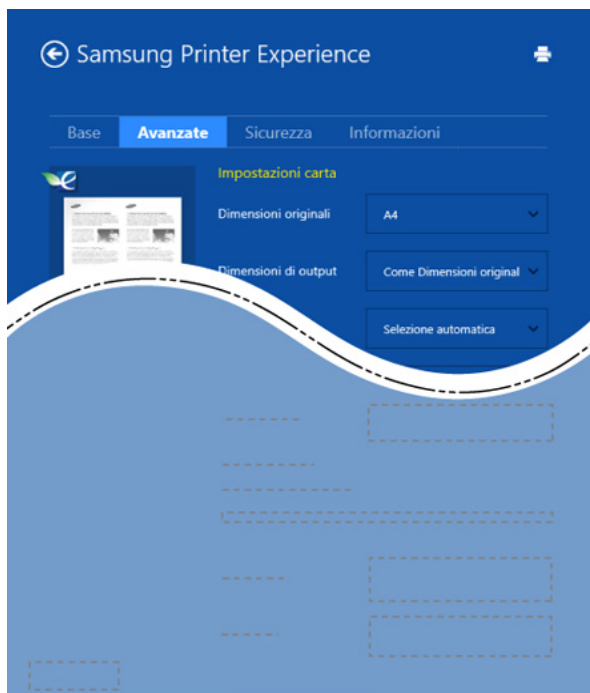 Samsung Printer Experience
Base Avanzate Sicurezza Informazioni
Impostazioni carta
Dimensioni originali A4
Dimensioni di output Come Dimensioni original
Selezione automatica